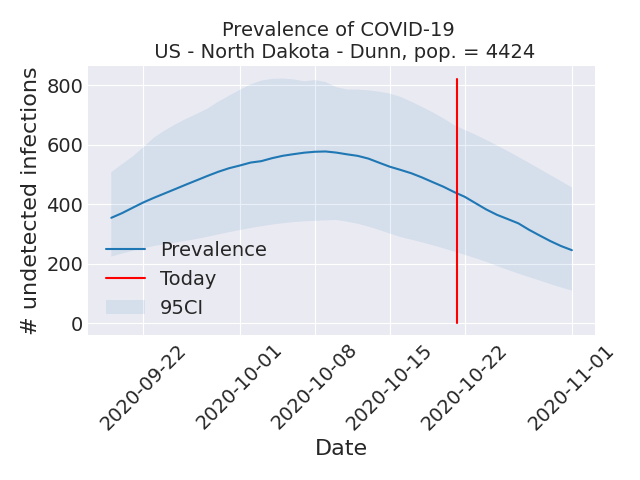 Prevalence of COVID-19
US - North Dakota - Dunn, pop. = 4424
# undetected infections
800
600
400
200
0
Prevalence
Today
95CI
2020-09-22
2020-10-01
2020-10-08
2020-10-15
2020-10-22
2020-11-01
Date